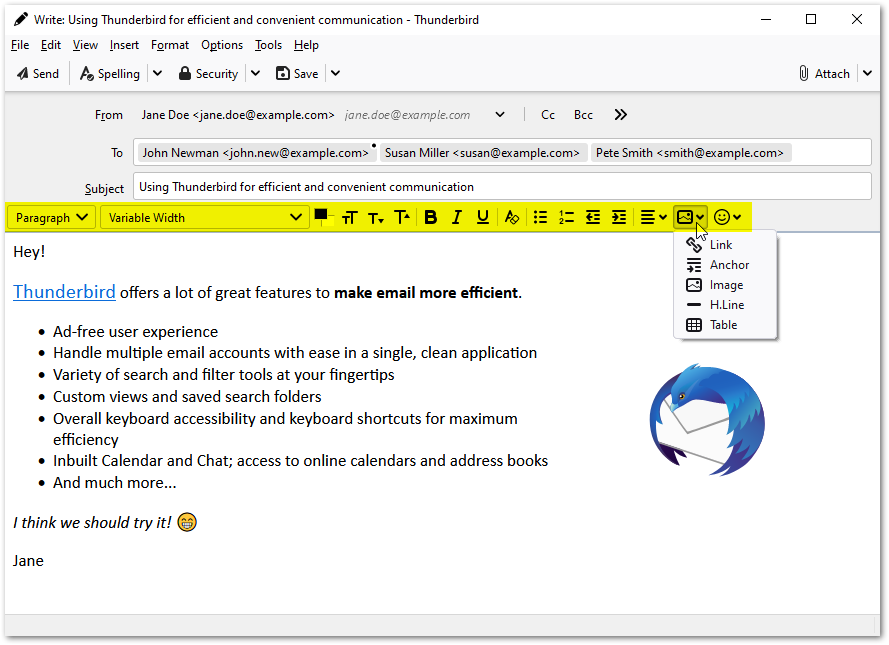 Write: Using Thunderbird for efficient and convenient communication - Thunderbird
File Edit View Insert Format Options Tools Help
Send Spelling Security Save Attach
From Jane Doe <jane.doe@example.com> jane.doe@example.com Cc Bcc
To John Newman <john.new@example.com> Susan Miller <susan@example.com> Pete Smith <smith@example.com>
Subject Using Thunderbird for efficient and convenient communication
Paragraph Variable Width
Hey!
Thunderbird offers a lot of great features to make email more efficient.
• Ad-free user experience
• Handle multiple email accounts with ease in a single, clean application
• Variety of search and filter tools at your fingertips
• Custom views and saved search folders
• Overall keyboard accessibility and keyboard shortcuts for maximum
efficiency
• Inbuilt Calendar and Chat; access to online calendars and address books
• And much more...
I think we should try it! 😁
Jane
Link
Anchor
Image
H.Line
Table